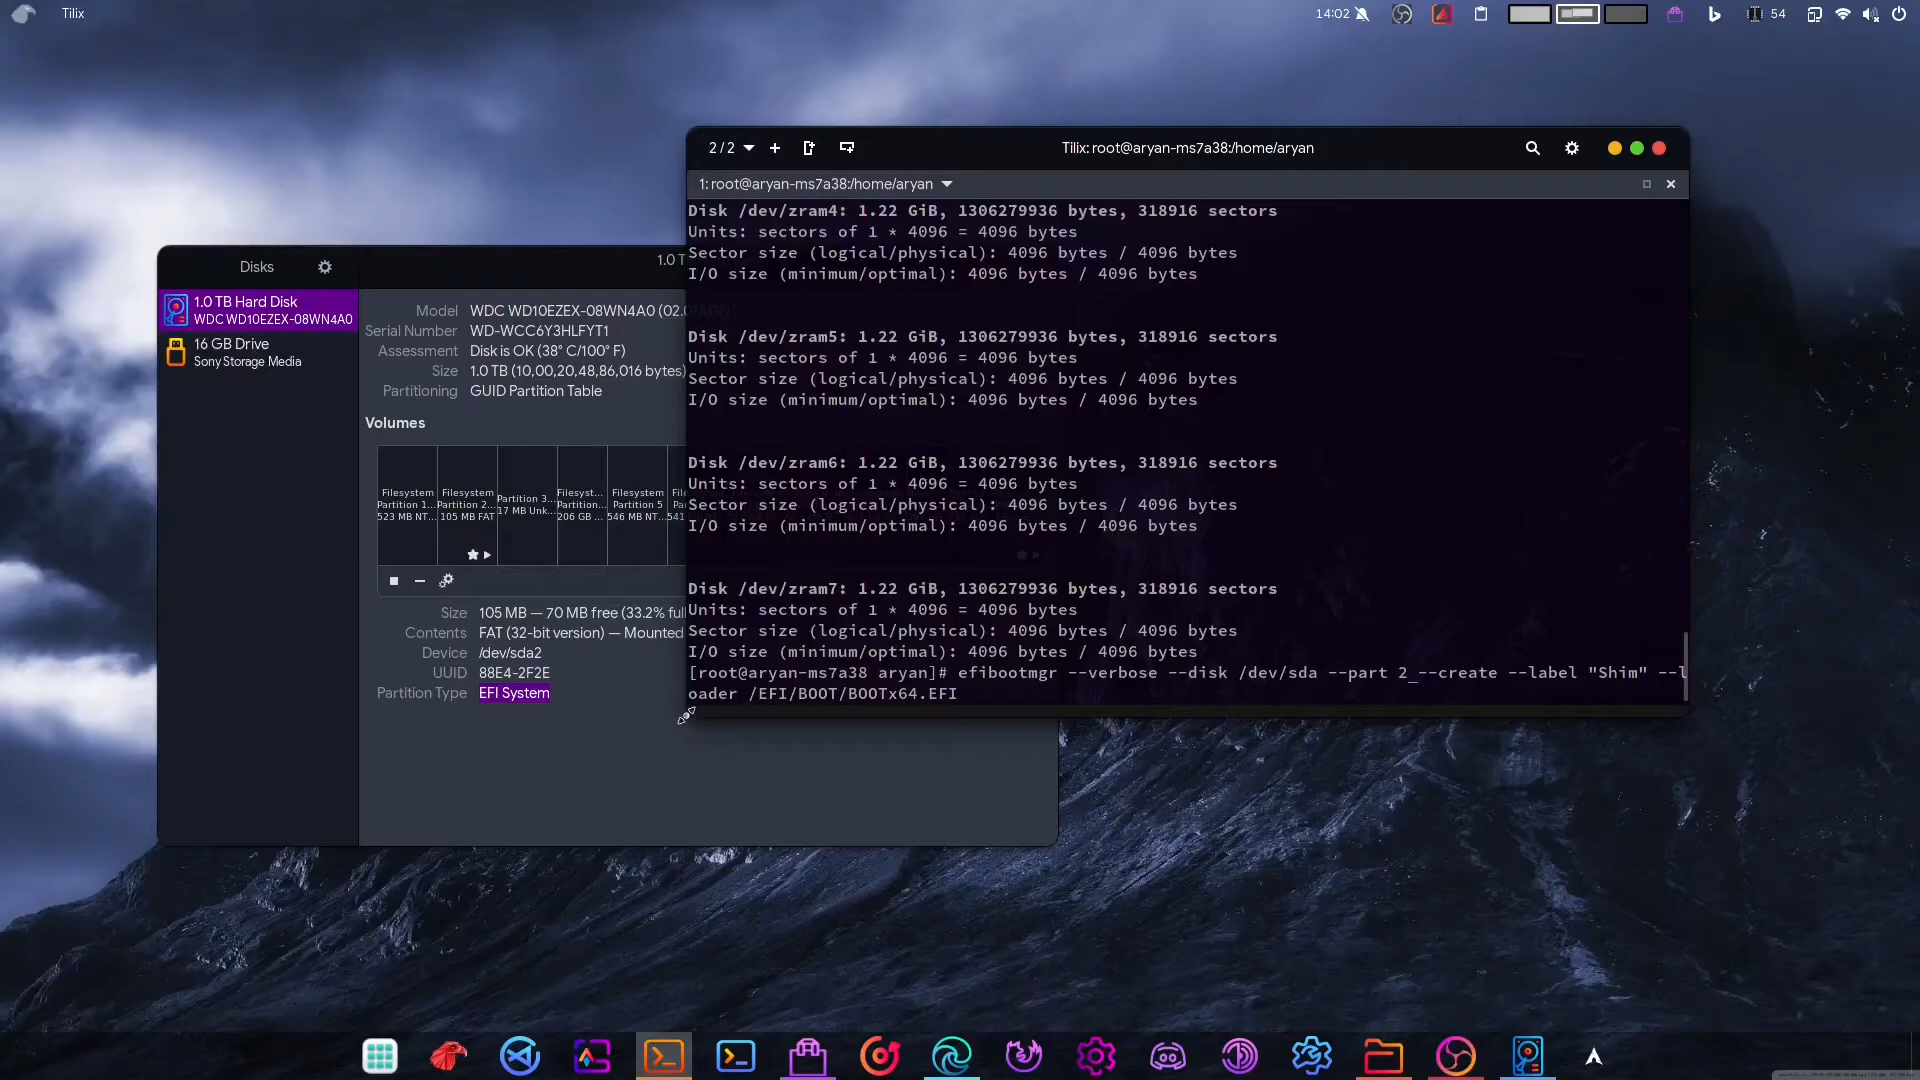 Tilix
14:02
54
2 / 2
Tilix: root@aryan-ms7a38:/home/aryan
1: root@aryan-ms7a38:/home/aryan
Disk /dev/zram4: 1.22 GiB, 1306279936 bytes, 318916 sectors
Units: sectors of 1 * 4096 = 4096 bytes
Sector size (logical/physical): 4096 bytes / 4096 bytes
I/O size (minimum/optimal): 4096 bytes / 4096 bytes
Disk /dev/zram5: 1.22 GiB, 1306279936 bytes, 318916 sectors
Units: sectors of 1 * 4096 = 4096 bytes
Sector size (logical/physical): 4096 bytes / 4096 bytes
I/O size (minimum/optimal): 4096 bytes / 4096 bytes
Disk /dev/zram6: 1.22 GiB, 1306279936 bytes, 318916 sectors
Units: sectors of 1 * 4096 = 4096 bytes
Sector size (logical/physical): 4096 bytes / 4096 bytes
I/O size (minimum/optimal): 4096 bytes / 4096 bytes
Disk /dev/zram7: 1.22 GiB, 1306279936 bytes, 318916 sectors
Units: sectors of 1 * 4096 = 4096 bytes
Sector size (logical/physical): 4096 bytes / 4096 bytes
I/O size (minimum/optimal): 4096 bytes / 4096 bytes
[root@aryan-ms7a38 aryan]# efibootmgr --verbose --disk /dev/sda --part 2_--create --label "Shim" --l
oader /EFI/BOOT/BOOTx64.EFI
Disks
1.0 T
1.0 TB Hard Disk
WDC WD10EZEX-08WN4A0
16 GB Drive
Sony Storage Media
Model WDC WD10EZEX-08WN4A0 (02.
Serial Number WD-WCC6Y3HLFYT1
Assessment Disk is OK (38° C/100° F)
Size 1.0 TB (10,00,20,48,86,016 bytes)
Partitioning GUID Partition Table
Volumes
Filesystem
Partition 1...
523 MB NT...
Filesystem
Partition 2...
105 MB FAT
Partition 3...
17 MB Unk...
Filesyst...
Partition...
206 GB ...
Filesystem
Partition 5
546 MB NT...
File
Par
541
Size 105 MB — 70 MB free (33.2% full
Contents FAT (32-bit version) — Mounted
Device /dev/sda2
UUID 88E4-2F2E
Partition Type EFI System